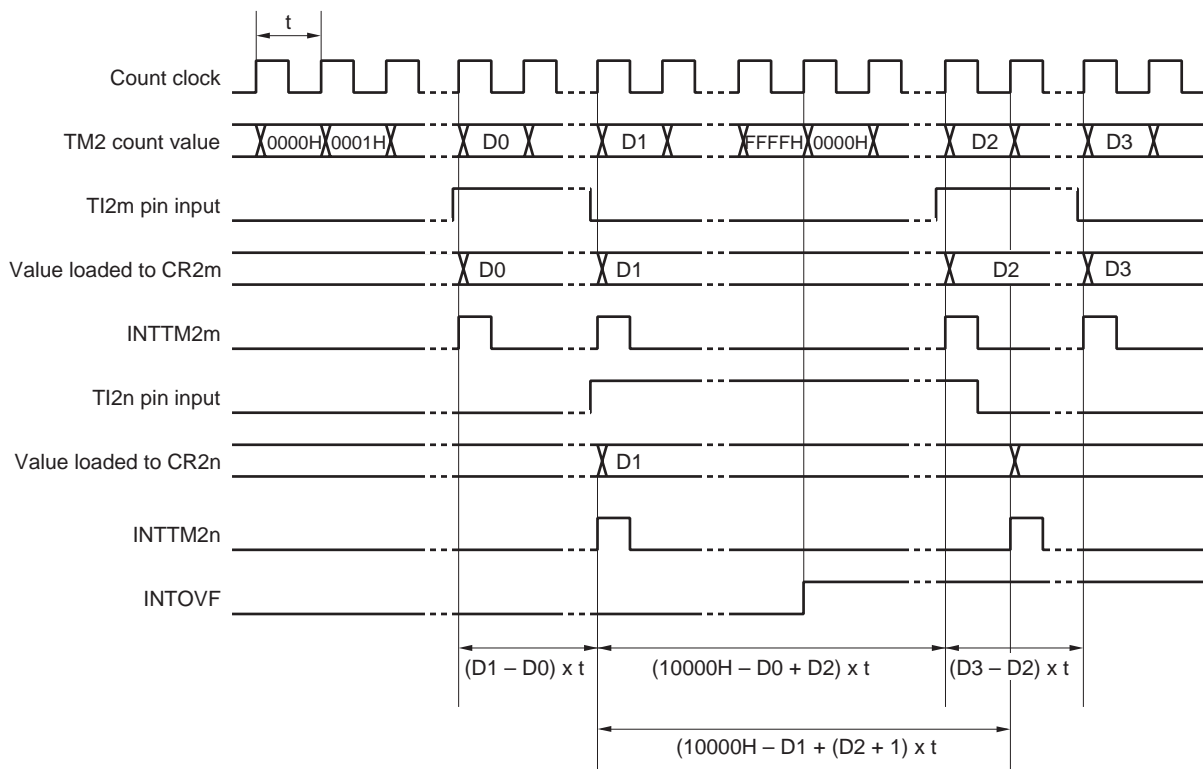 t
Count clock
TM2 count value 0000H 0001H D0 D1 FFFFH 0000H D2 D3
TI2m pin input
Value loaded to CR2m D0 D1 D2 D3
INTTM2m
TI2n pin input
Value loaded to CR2n D1
INTTM2n
INTOVF
(D1 – D0) x t (10000H – D0 + D2) x t (D3 – D2) x t
(10000H – D1 + (D2 + 1) x t